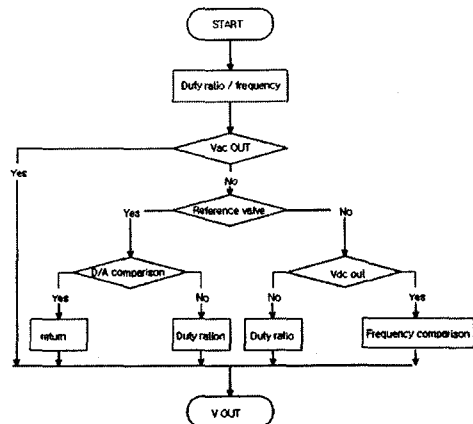 START
Duty ratio / frequency
Vac OUT
Yes
No
Reference valve
Yes
No
D/A comparison
Vdc out
Yes
No
No
Yes
return
Duty ration
Duty ratio
Frequency comparison
V OUT